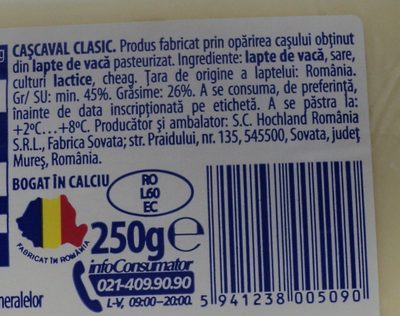 CAȘCAVAL CLASIC. Produs fabricat prin opărirea cașului obținut
din lapte de vacă pasteurizat. Ingrediente: lapte de vacă, sare,
culturi lactice, cheag. Țara de origine a laptelui: România.
Gr/ SU: min. 45%. Grăsime: 26%. A se consuma, de preferință,
înainte de data inscripționată pe etichetă. A se păstra la:
+2°C...+8°C. Producător și ambalator: S.C. Hochland România
S.R.L., Fabrica Sovata; str. Praidului, nr. 135, 545500, Sovata, județ
Mureș, România.
BOGAT ÎN CALCIU
RO
L60
EC
FABRICAT ÎN ROMÂNIA
250g℮
infoConsumator
021-409.90.90
L-V, 09:00-20:00.
5 941238 005090
neralelor